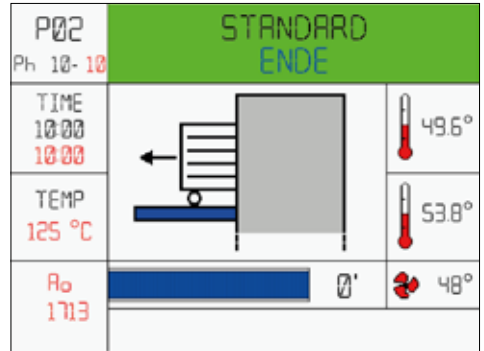 P02
Ph 10-10
STANDARD
ENDE
TIME
10:00
10:00
TEMP
125 °C
Ao
1713
49.6°
53.8°
0'
48°